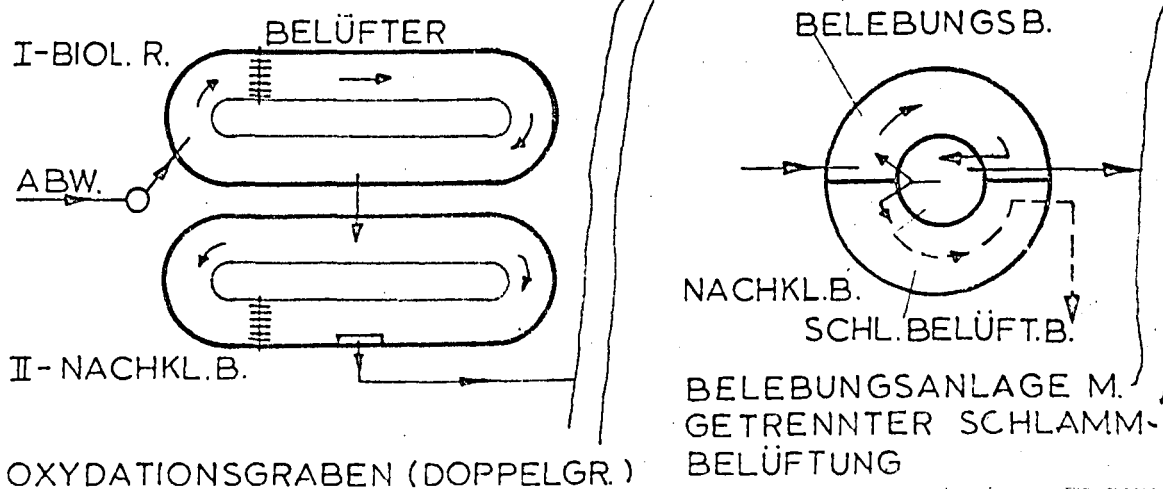 BELÜFTER
I-BIOL. R.
ABW.
II-NACHKL.B.
OXYDATIONSGRABEN (DOPPELGR.)
BELEBUNGSB.
NACHKL.B.
SCHL.BELÜFT.B.
BELEBUNGSANLAGE M.
GETRENNTER SCHLAMM-
BELÜFTUNG